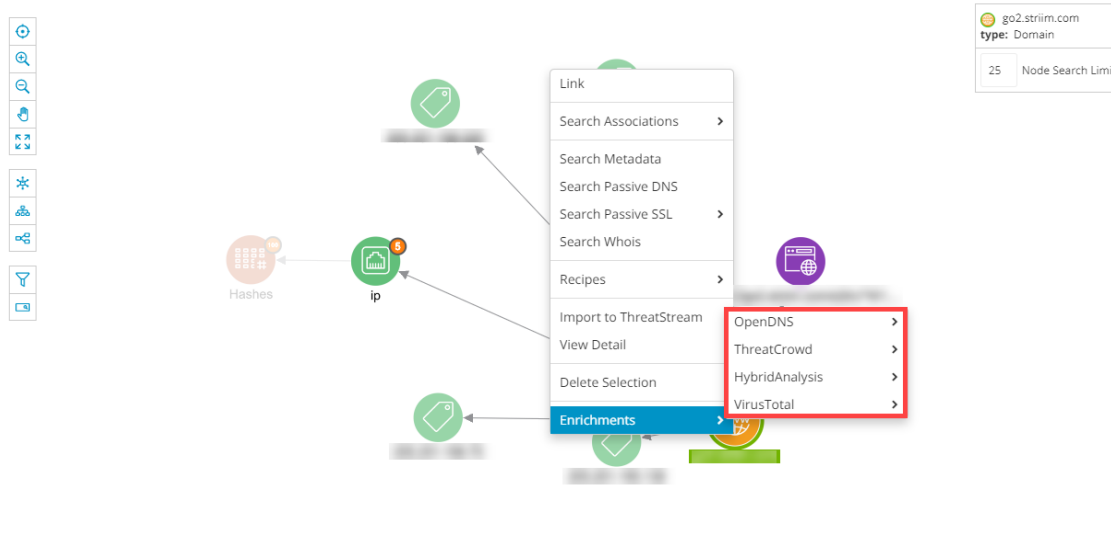 go2.striim.com
type: Domain
25 Node Search Limi
Link
Search Associations
Search Metadata
Search Passive DNS
Search Passive SSL
Search Whois
Recipes
Import to ThreatStream
View Detail
Delete Selection
Enrichments
OpenDNS
ThreatCrowd
HybridAnalysis
VirusTotal
Hashes
5
ip